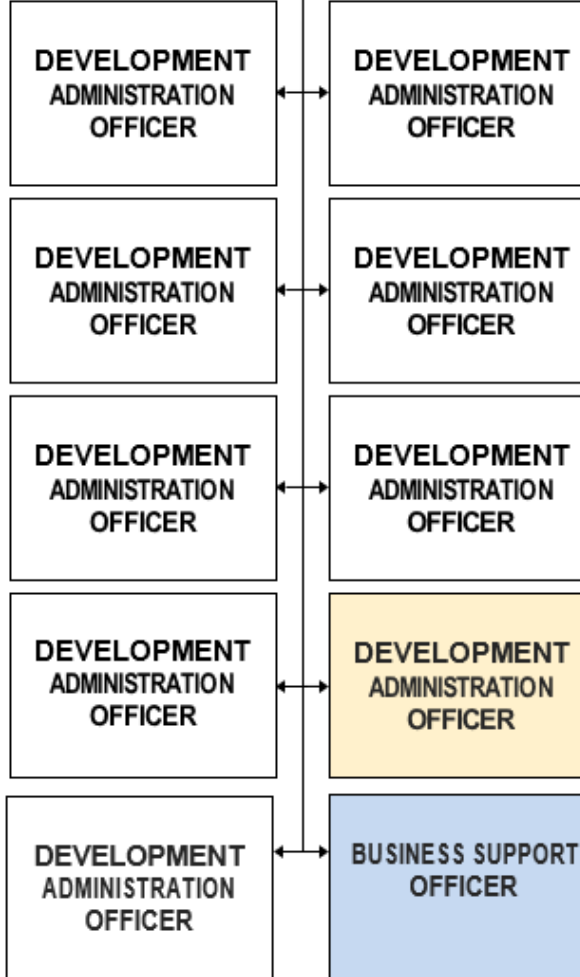 DEVELOPMENT
ADMINISTRATION
OFFICER
DEVELOPMENT
ADMINISTRATION
OFFICER
DEVELOPMENT
ADMINISTRATION
OFFICER
DEVELOPMENT
ADMINISTRATION
OFFICER
DEVELOPMENT
ADMINISTRATION
OFFICER
DEVELOPMENT
ADMINISTRATION
OFFICER
DEVELOPMENT
ADMINISTRATION
OFFICER
DEVELOPMENT
ADMINISTRATION
OFFICER
DEVELOPMENT
ADMINISTRATION
OFFICER
BUSINESS SUPPORT
OFFICER